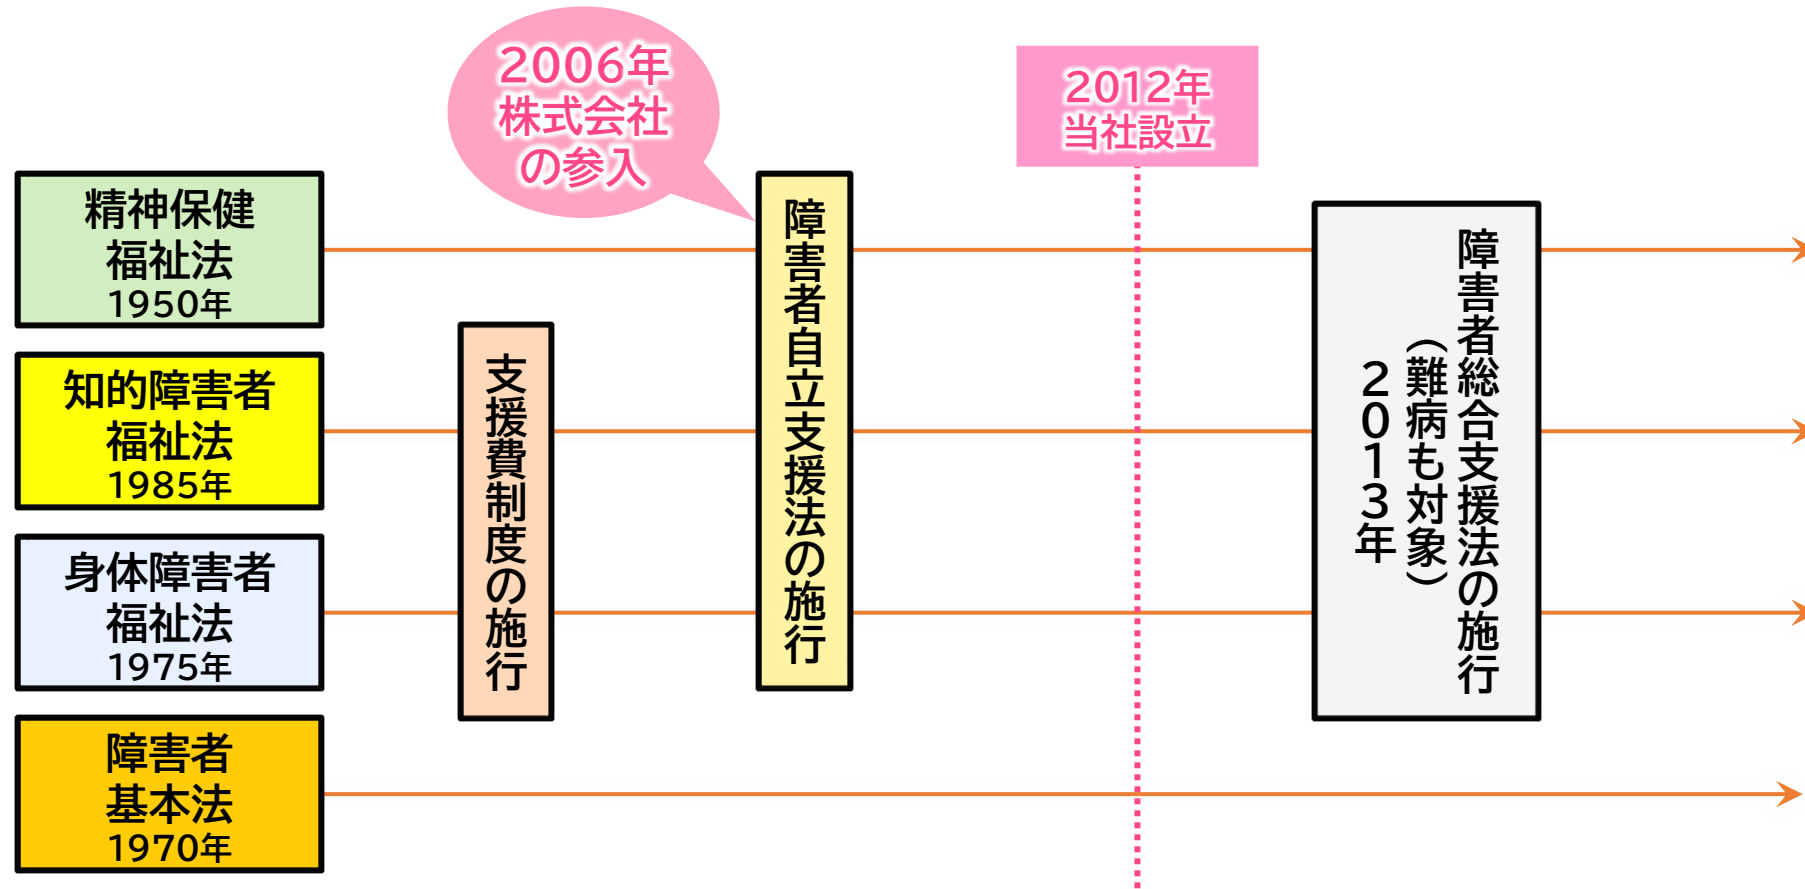 2006年
株式会社
の参入
2012年
当社設立
精神保健
福祉法
1950年
知的障害者
福祉法
1985年
身体障害者
福祉法
1975年
障害者
基本法
1970年
支援費制度の施行
障害者自立支援法の施行
障害者総合支援法の施行
（難病も対象）
2013年